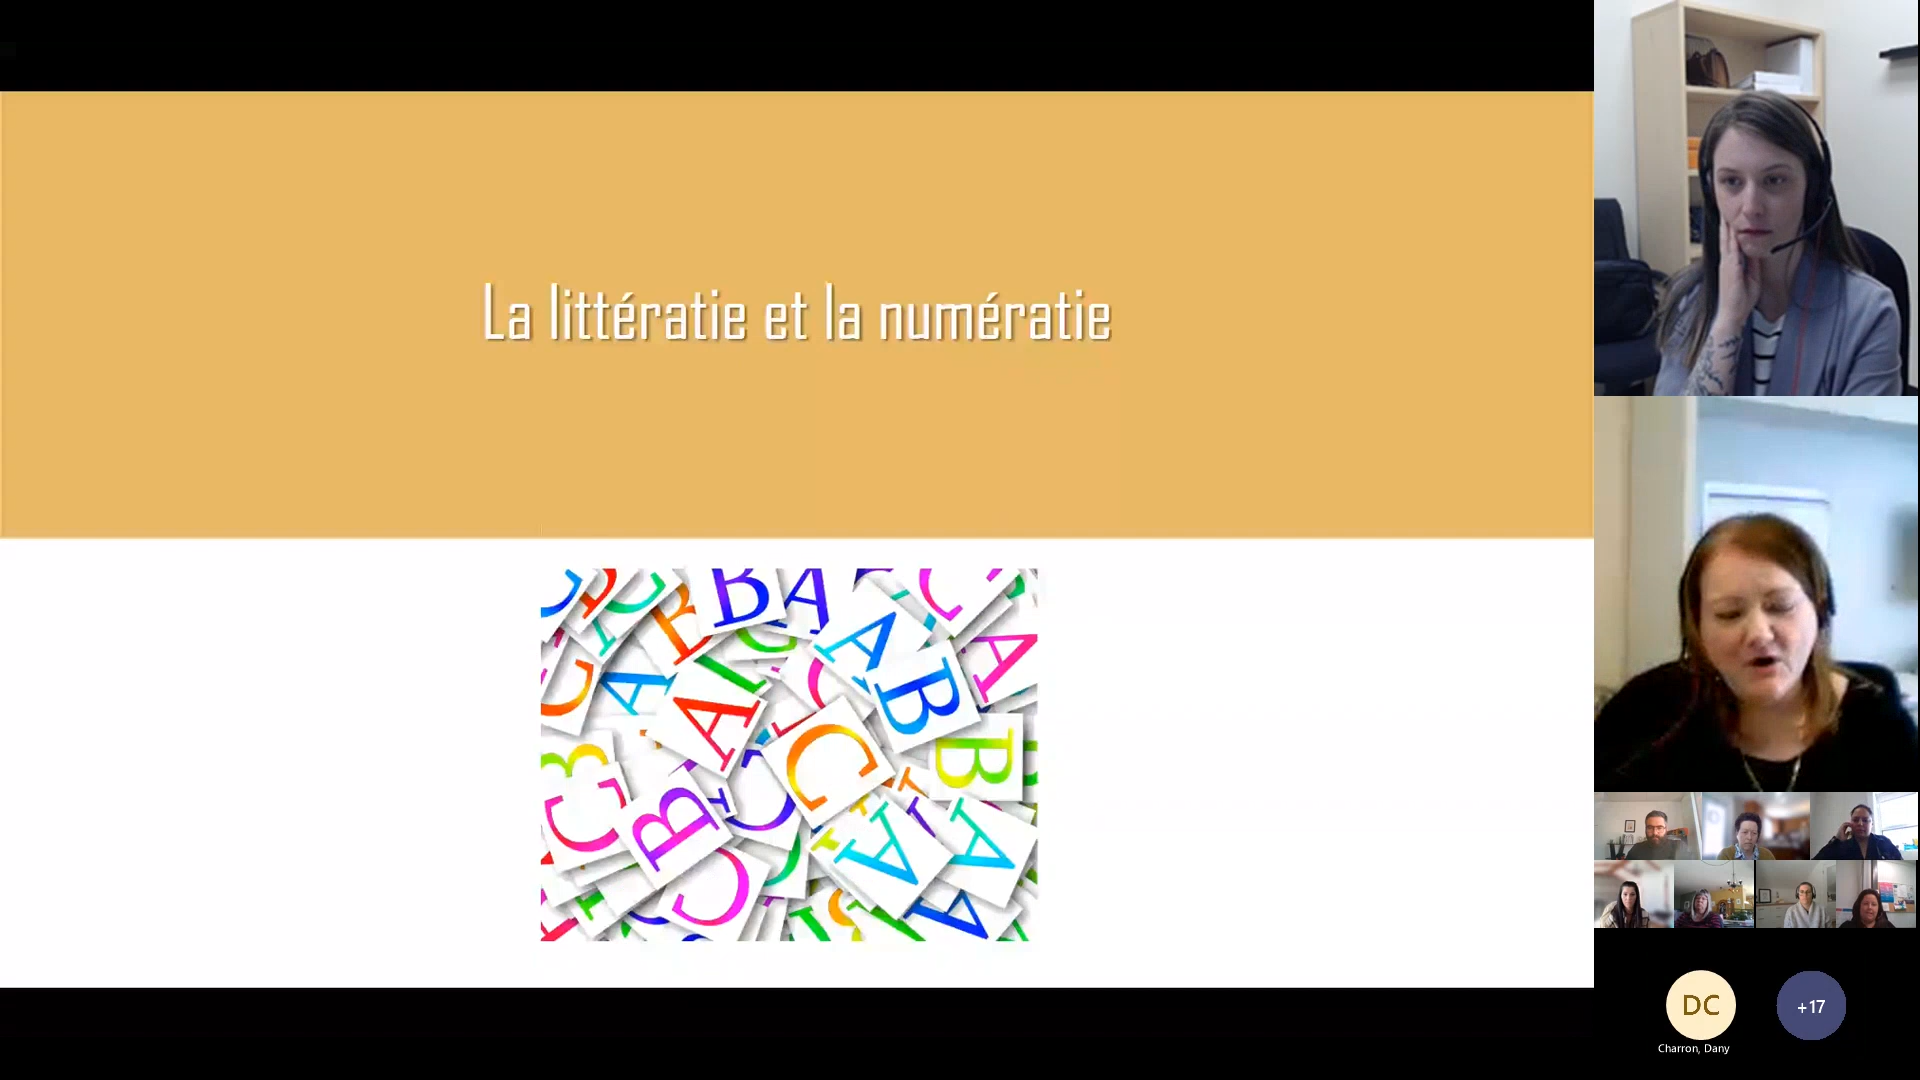 La littératie et la numératie
DC
+17
Charron, Dany